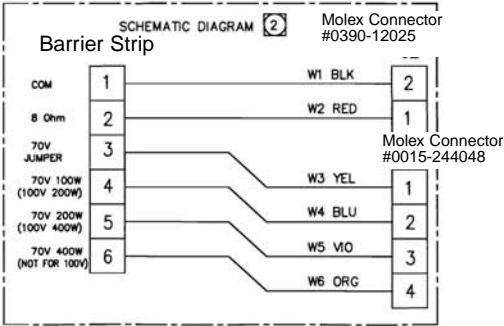 SCHEMATIC DIAGRAM 2
Molex Connector
#0390-12025
Barrier Strip
COM 1 W1 BLK 2
8 Ohm 2 W2 RED 1
Molex Connector
#0015-244048
70V
JUMPER 3 W3 YEL 1
70V 100W
(100V 200W) 4 W4 BLU 2
70V 200W
(100V 400W) 5 W5 VIO 3
70V 400W
(NOT FOR 100V) 6 W6 ORG 4